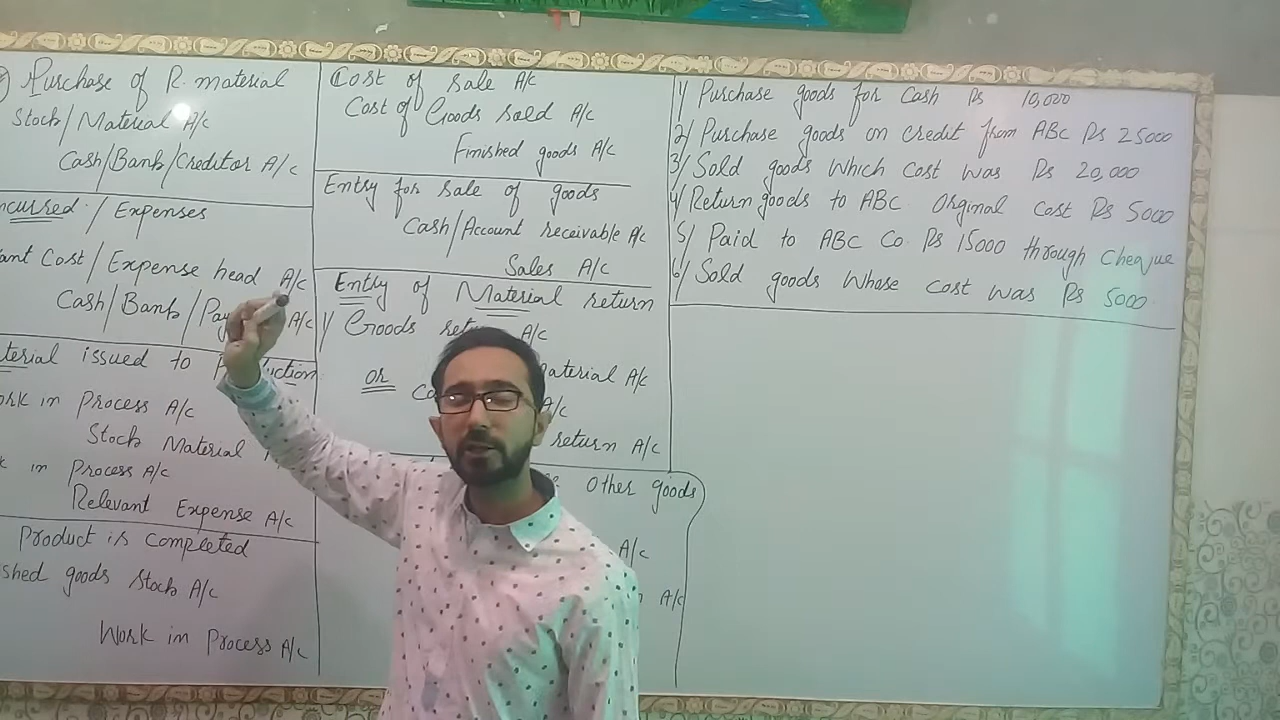 Purchase of R. material
Stock/Material A/c
Cash/Bank/Creditor A/c
ncurred / Expenses
ant Cost/Expense head A/c
Cash/Bank/Pay A/c
terial issued to P uction
ork in Process A/c
Stock Material
k in Process A/c
Relevant Expense A/c
Product is Completed
shed goods Stock A/c
Work in Process A/c
Cost of Sale A/c
Cost of Goods Sold A/c
Finished goods A/c
Entry for Sale of goods
Cash/Account receivable A/c
Sales A/c
Entry of Material return
1/ Goods ret A/c
aterial A/c
or A/c
return A/c
Other goods
A/c
A/c
1/ Purchase goods for Cash Rs 10,000
2/ Purchase goods on credit from ABC Rs 25000
3/ Sold goods Which cost was Rs 20,000
4/ Return goods to ABC Orginal Cost Rs 5000
5/ Paid to ABC Co. Rs 15000 through Cheque
6/ Sold goods Whose cost was Rs 5000